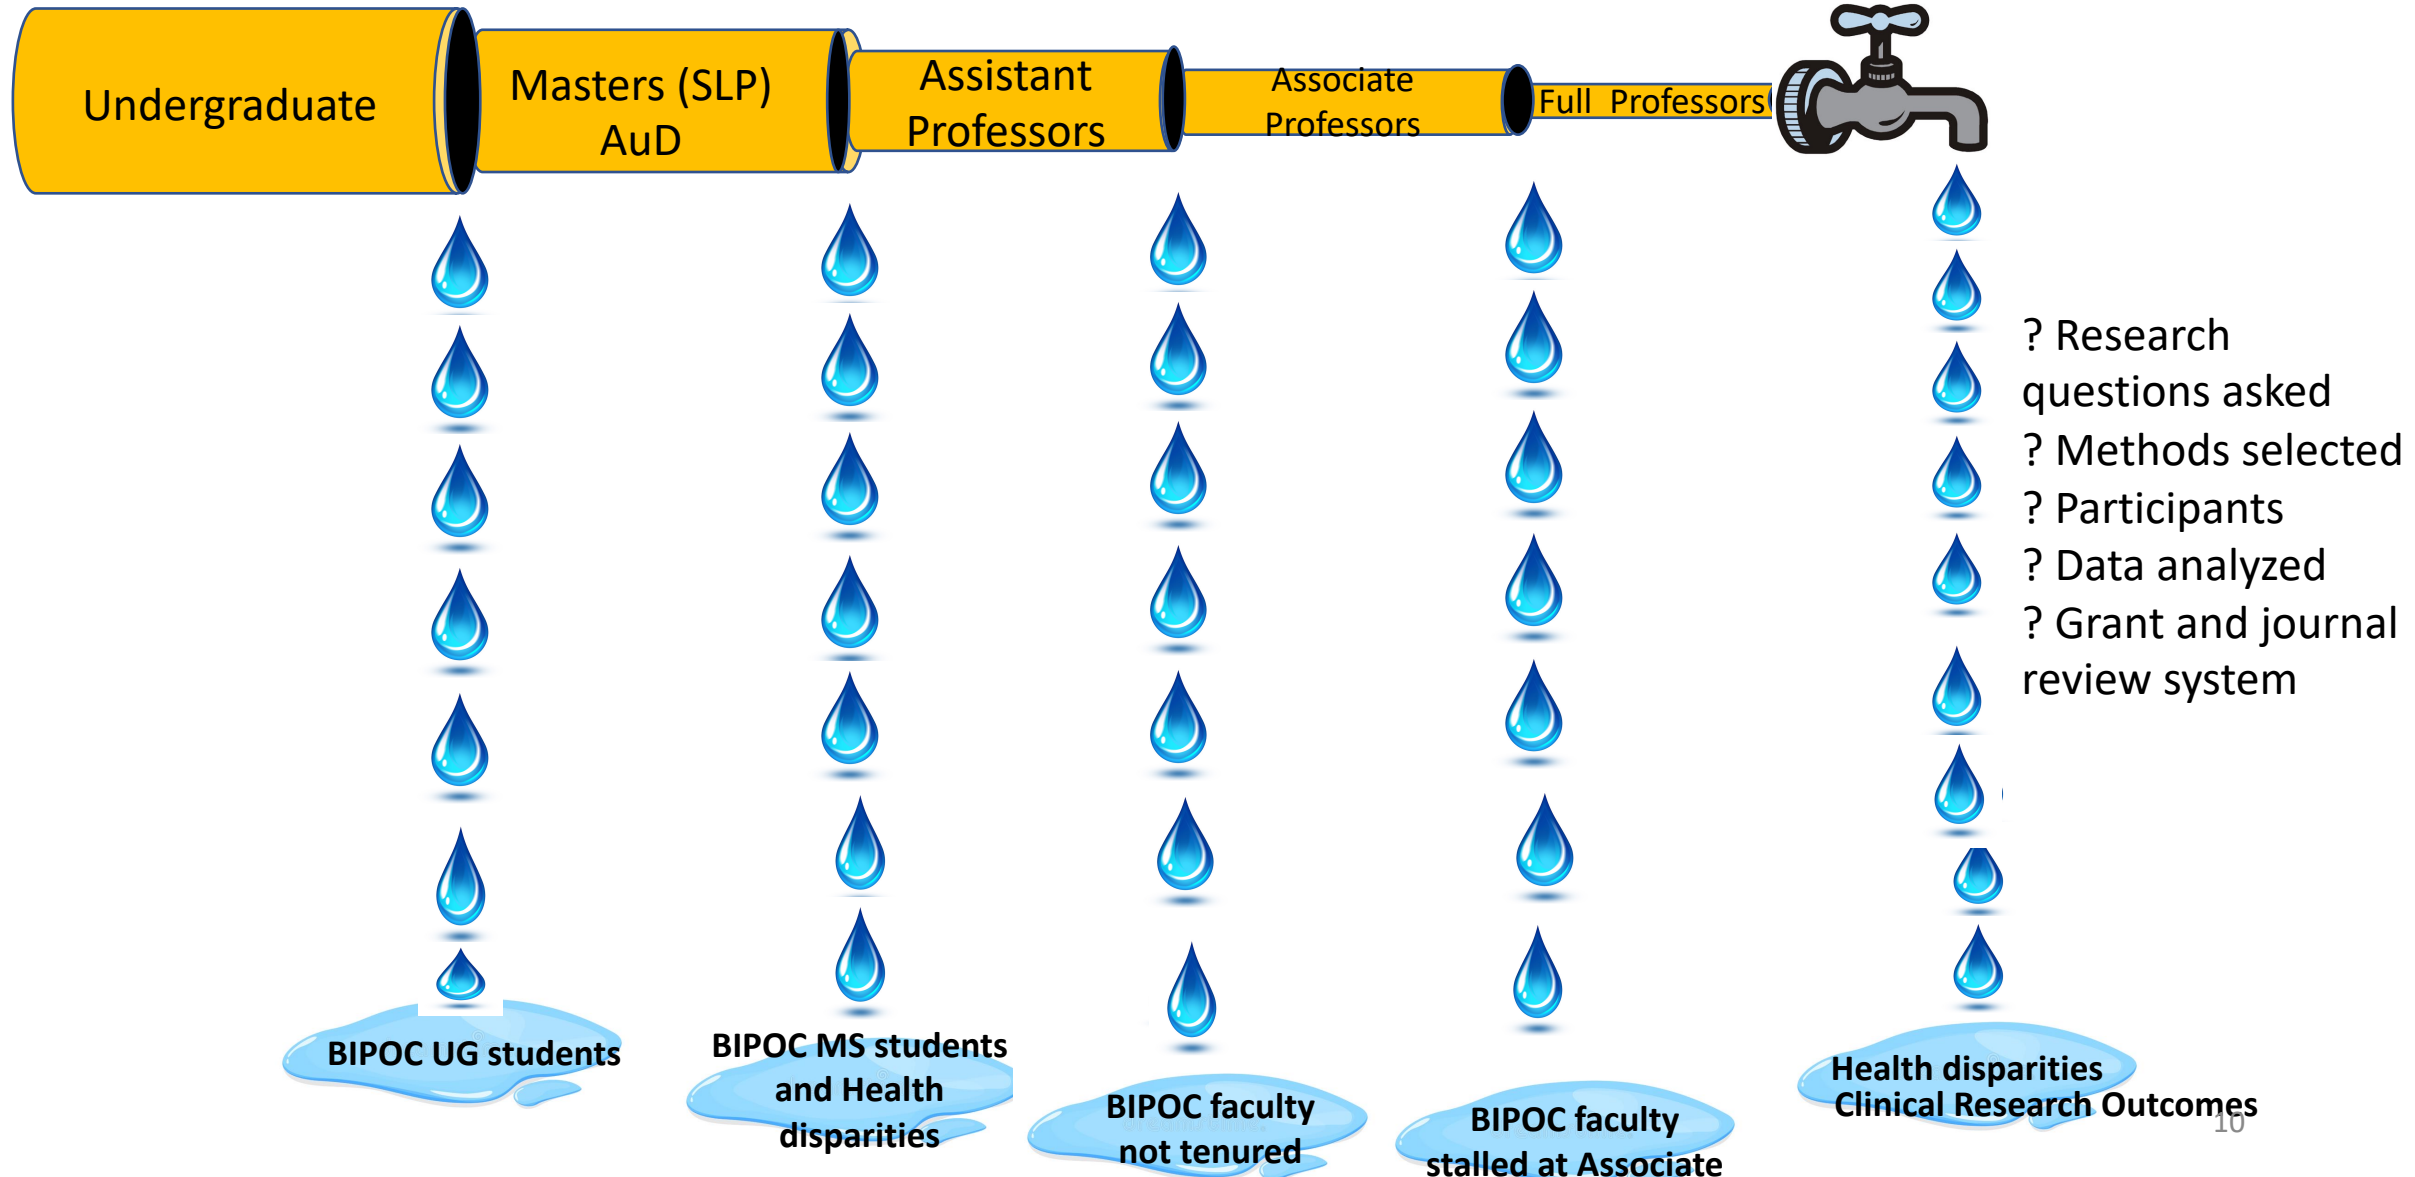 Undergraduate
Masters (SLP)
AuD
Assistant
Professors
Associate
Professors
Full Professors
? Research
questions asked
? Methods selected
? Participants
? Data analyzed
? Grant and journal
review system
BIPOC UG students
BIPOC MS students
and Health
disparities
BIPOC faculty
not tenured
BIPOC faculty
stalled at Associate
Health disparities
Clinical Research Outcomes
10